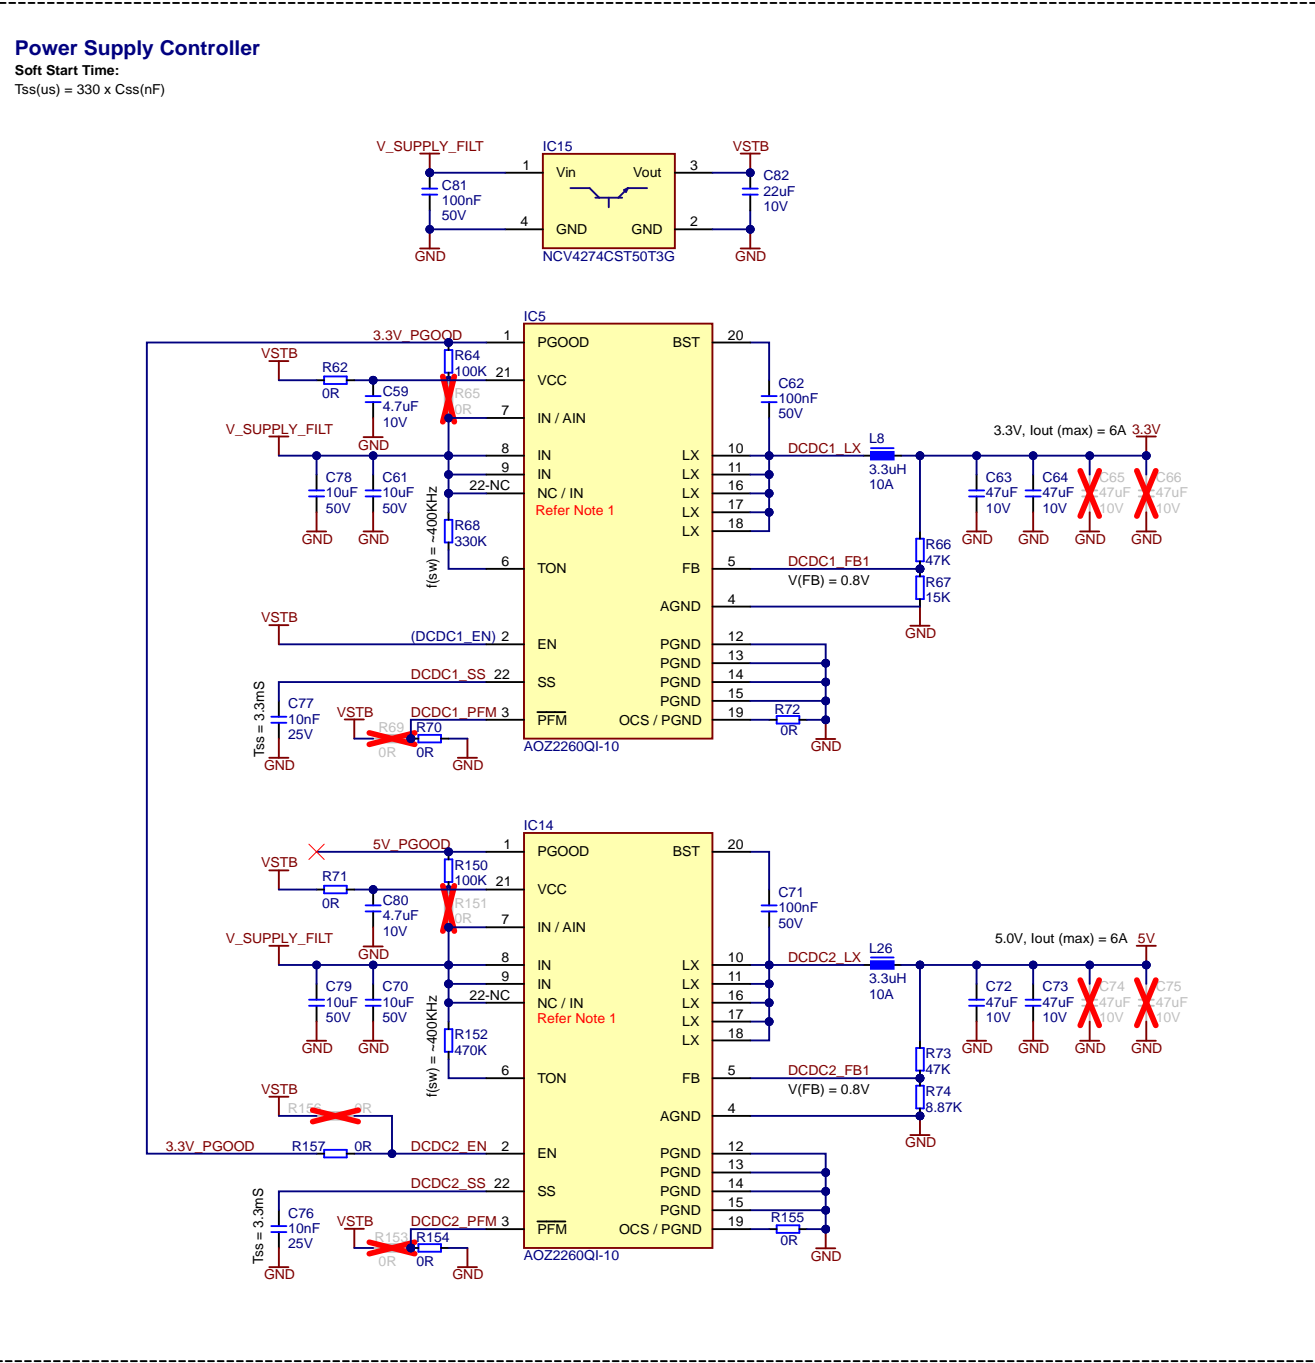 Power Supply Controller
Soft Start Time:
Tss(us) = 330 x Css(nF)
V_SUPPLY_FILT
IC15
VSTB
1
Vin
Vout
3
C81
100nF
50V
C82
22uF
10V
4
GND
GND
2
GND
NCV4274CST50T3G
GND
IC5
3.3V_PGOOD
1
PGOOD
BST
20
VSTB
R62
0R
R64
100K
21
VCC
C59
4.7uF
10V
GND
R65
0R
7
IN / AIN
C62
100nF
50V
V_SUPPLY_FILT
8
IN
LX
10
DCDC1_LX
L8
3.3uH
10A
3.3V, Iout (max) = 6A
3.3V
9
IN
LX
11
22-NC
NC / IN
LX
16
Refer Note 1
LX
17
LX
18
C78
10uF
50V
GND
C61
10uF
50V
GND
f(sw) = ~400KHz
R68
330K
C63
47uF
10V
GND
C64
47uF
10V
GND
C65
47uF
10V
GND
C66
47uF
10V
GND
6
TON
FB
5
DCDC1_FB1
V(FB) = 0.8V
R66
47K
R67
15K
AGND
4
GND
VSTB
(DCDC1_EN)
2
EN
PGND
12
PGND
13
DCDC1_SS
22
SS
PGND
14
PGND
15
Tss = 3.3mS
C77
10nF
25V
GND
VSTB
DCDC1_PFM
3
PFM
OCS / PGND
19
R72
0R
GND
R69
0R
R70
0R
GND
AOZ2260QI-10
IC14
5V_PGOOD
1
PGOOD
BST
20
VSTB
R71
0R
R150
100K
21
VCC
C80
4.7uF
10V
GND
R151
0R
7
IN / AIN
C71
100nF
50V
V_SUPPLY_FILT
8
IN
LX
10
DCDC2_LX
L26
3.3uH
10A
5.0V, Iout (max) = 6A
5V
9
IN
LX
11
22-NC
NC / IN
LX
16
Refer Note 1
LX
17
LX
18
C79
10uF
50V
GND
C70
10uF
50V
GND
f(sw) = ~400KHz
R152
470K
C72
47uF
10V
GND
C73
47uF
10V
GND
C74
47uF
10V
GND
C75
47uF
10V
GND
6
TON
FB
5
DCDC2_FB1
V(FB) = 0.8V
R73
47K
R74
8.87K
AGND
4
GND
VSTB
0R
3.3V_PGOOD
R157
0R
DCDC2_EN
2
EN
PGND
12
PGND
13
DCDC2_SS
22
SS
PGND
14
PGND
15
Tss = 3.3mS
C76
10nF
25V
GND
VSTB
DCDC2_PFM
3
PFM
OCS / PGND
19
R155
0R
GND
R153
0R
R154
0R
GND
AOZ2260QI-10